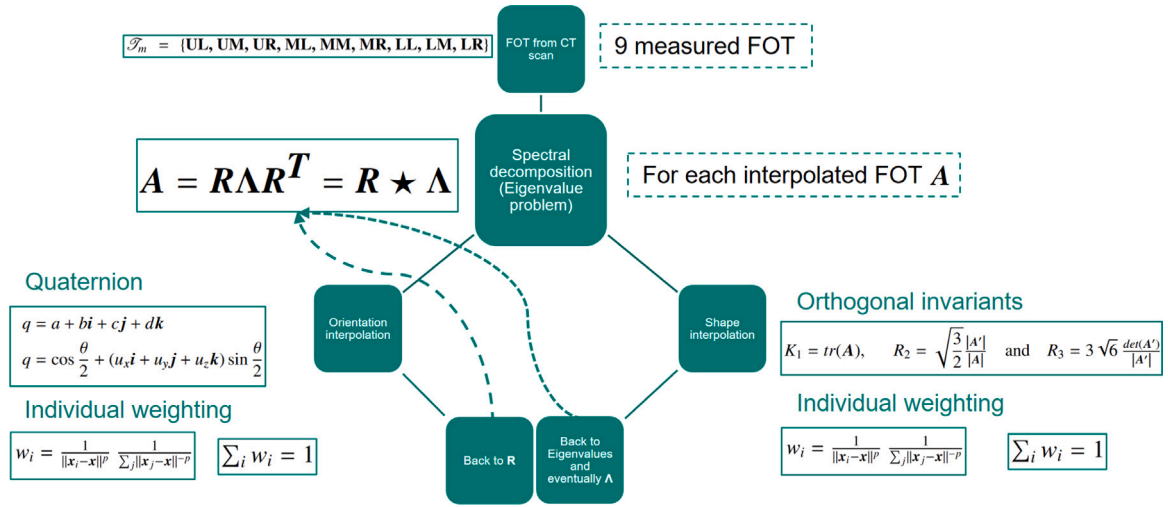 𝒯ₘ = {UL, UM, UR, ML, MM, MR, LL, LM, LR}
FOT from CT
scan
9 measured FOT
A = RΛRᵀ = R ★ Λ
Spectral
decomposition
(Eigenvalue
problem)
For each interpolated FOT A
Quaternion
q = a + bi + cj + dk
q = cos θ/2 + (uₓi + u_yj + u_zk) sin θ/2
Individual weighting
wᵢ = 1/‖xᵢ−x‖ᵖ 1/∑ⱼ‖xⱼ−x‖⁻ᵖ
∑ᵢ wᵢ = 1
Orientation
interpolation
Shape
interpolation
Orthogonal invariants
K₁ = tr(A), R₂ = √(3/2) |A′|/|A| and R₃ = 3 √6 det(A′)/|A′|
Individual weighting
wᵢ = 1/‖xᵢ−x‖ᵖ 1/∑ⱼ‖xⱼ−x‖⁻ᵖ
∑ᵢ wᵢ = 1
Back to R
Back to
Eigenvalues
and
eventually Λ